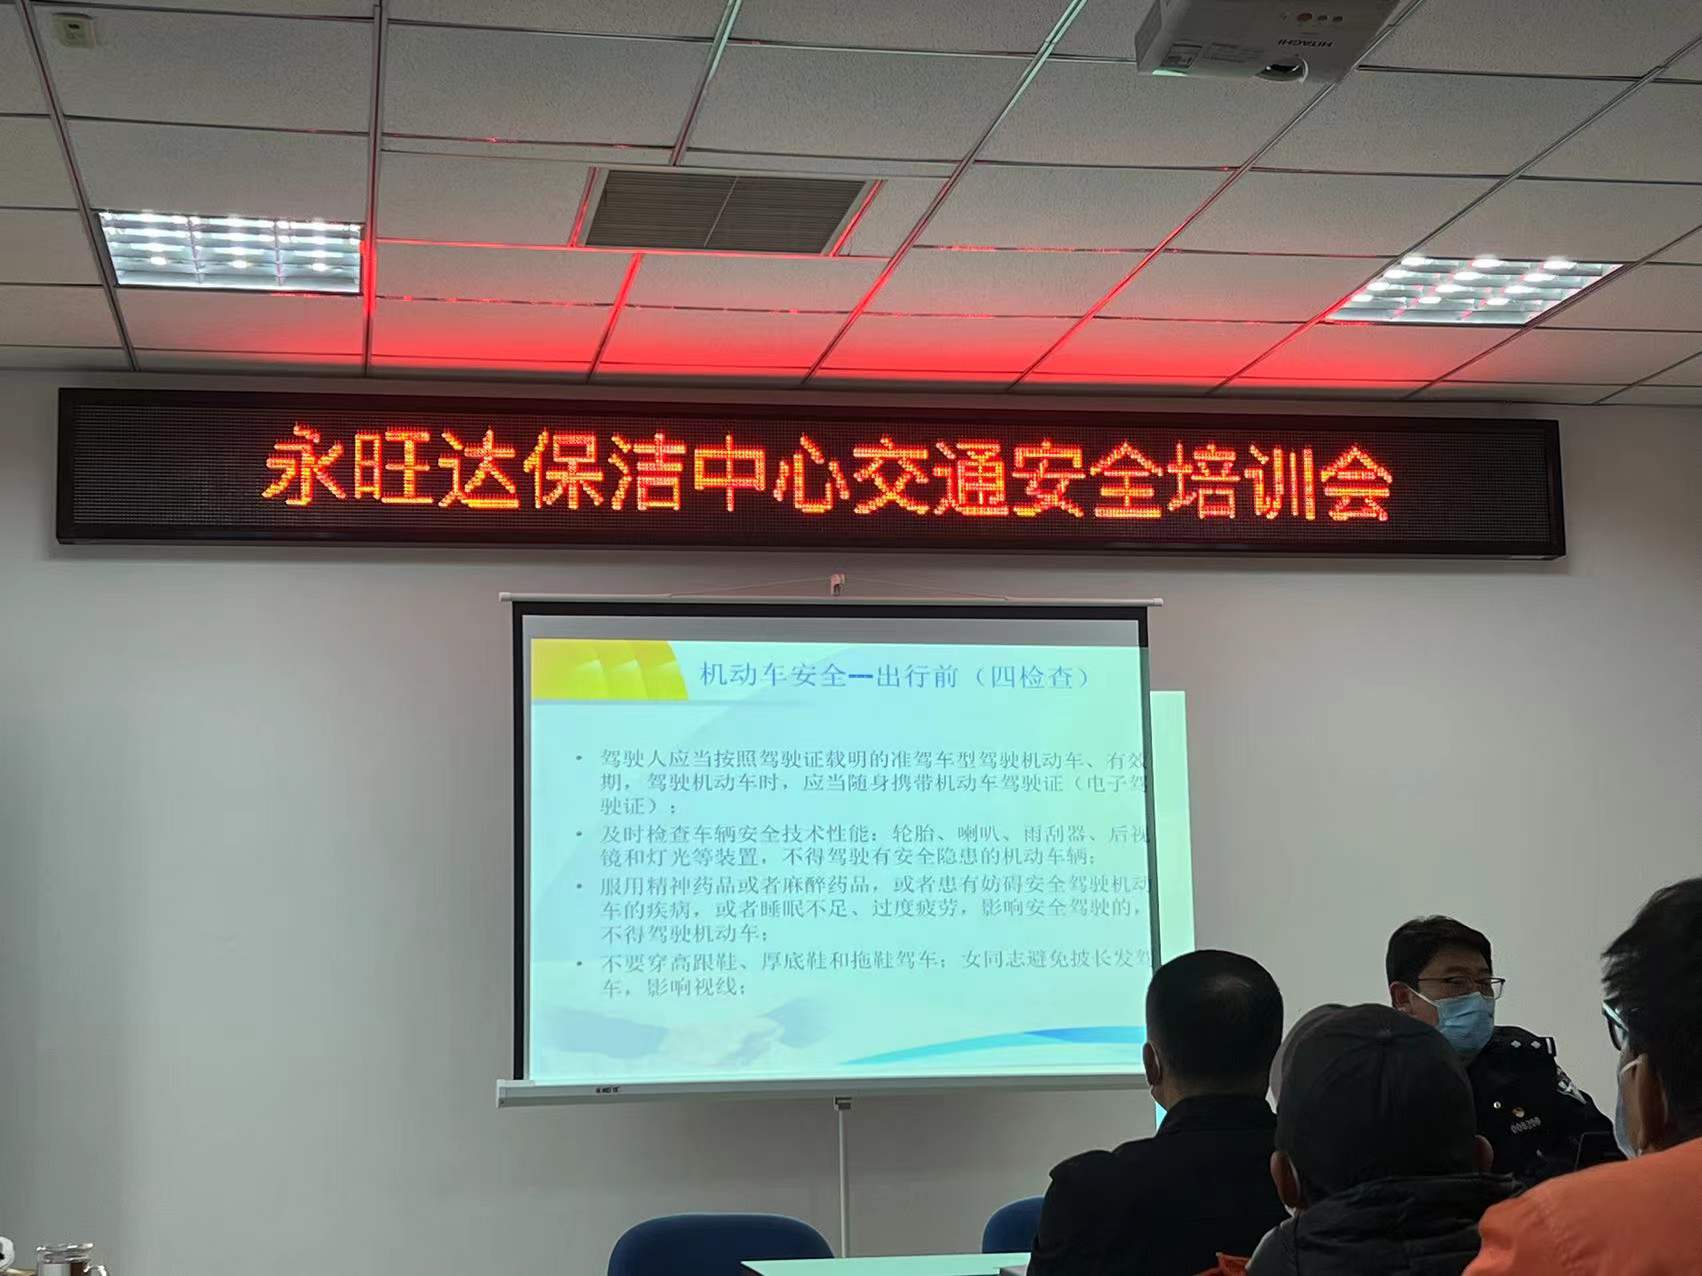 HITACHI
永旺达保洁中心交通安全培训会
机动车安全---出行前（四检查）
• 驾驶人应当按照驾驶证载明的准驾车型驾驶机动车、有效
期，驾驶机动车时，应当随身携带机动车驾驶证（电子驾
驶证）；
• 及时检查车辆安全技术性能：轮胎、喇叭、雨刮器、后视
镜和灯光等装置，不得驾驶有安全隐患的机动车辆；
• 服用精神药品或者麻醉药品，或者患有妨碍安全驾驶机动
车的疾病，或者睡眠不足、过度疲劳，影响安全驾驶的，
不得驾驶机动车；
• 不要穿高跟鞋、厚底鞋和拖鞋驾车；女同志避免披长发驾
车，影响视线；